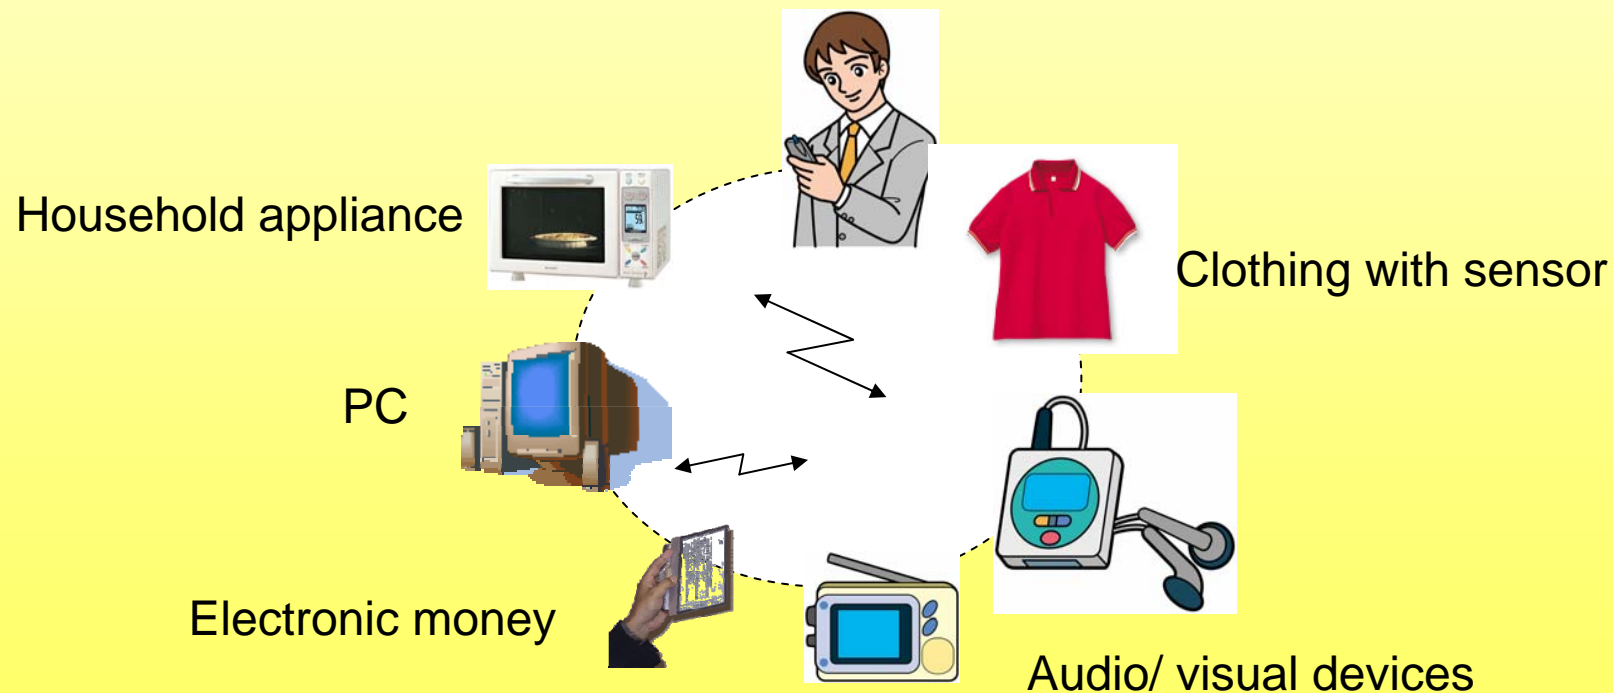 Household appliance
Clothing with sensor
PC
Electronic money
Audio/ visual devices